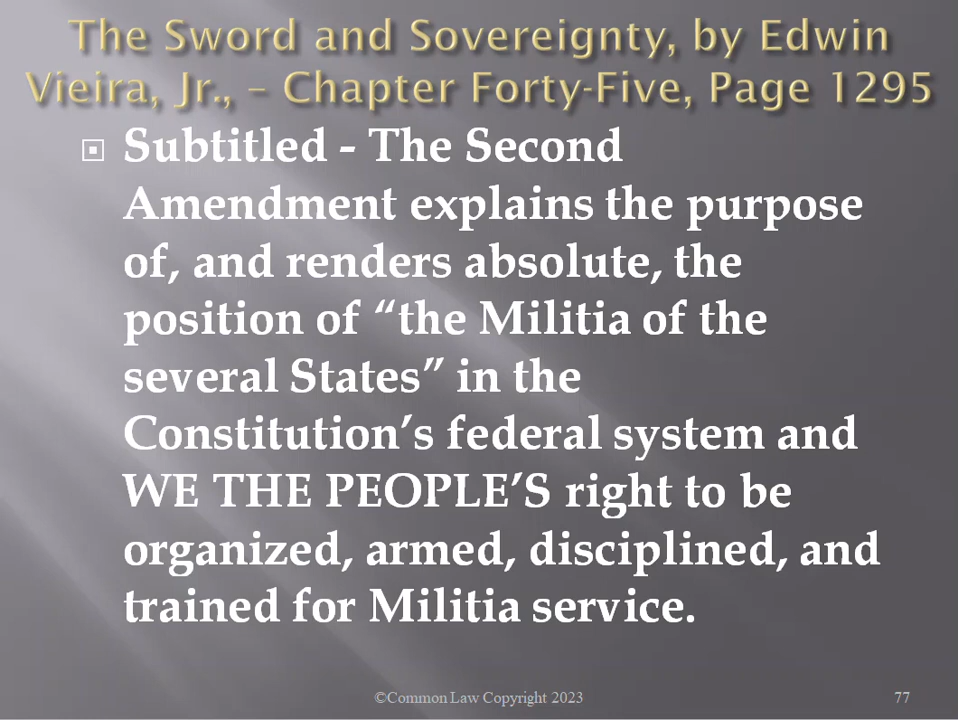 The Sword and Sovereignty, by Edwin
Vieira, Jr., – Chapter Forty-Five, Page 1295
Subtitled - The Second
Amendment explains the purpose
of, and renders absolute, the
position of “the Militia of the
several States” in the
Constitution’s federal system and
WE THE PEOPLE’S right to be
organized, armed, disciplined, and
trained for Militia service.
©Common Law Copyright 2023
77